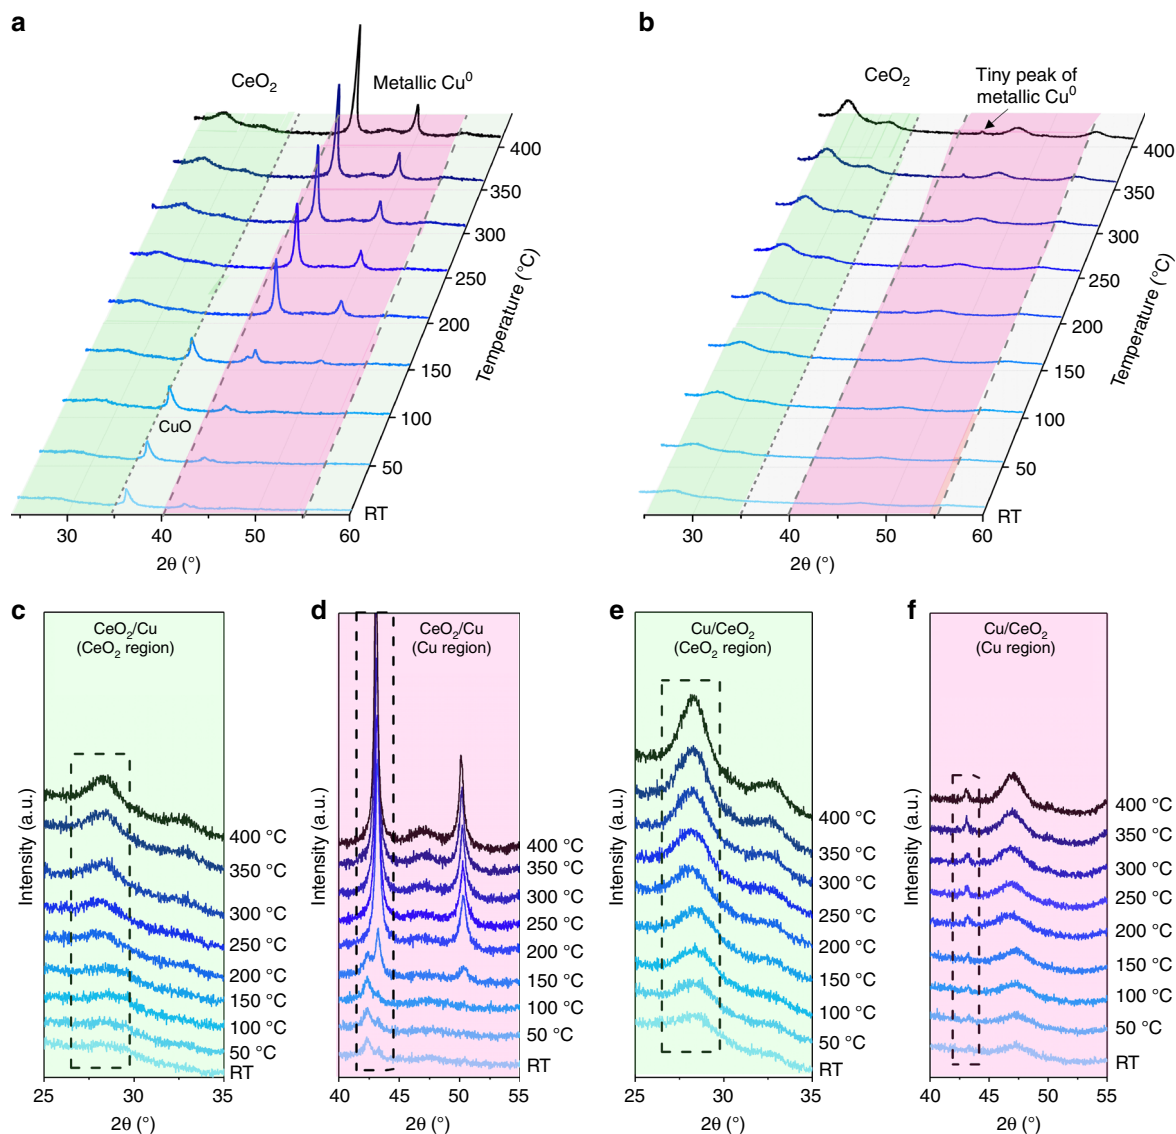 a
CeO2
Metallic Cu0
CuO
400
350
300
250
200
150
100
50
RT
Temperature (°C)
30 40 50 60
2θ (°)
b
CeO2
Tiny peak of
metallic Cu0
400
350
300
250
200
150
100
50
RT
Temperature (°C)
30 40 50 60
2θ (°)
c
CeO2/Cu
(CeO2 region)
Intensity (a.u.)
400 °C
350 °C
300 °C
250 °C
200 °C
150 °C
100 °C
50 °C
RT
25 30 35
2θ (°)
d
CeO2/Cu
(Cu region)
Intensity (a.u.)
400 °C
350 °C
300 °C
250 °C
200 °C
150 °C
100 °C
50 °C
RT
40 45 50 55
2θ (°)
e
Cu/CeO2
(CeO2 region)
Intensity (a.u.)
400 °C
350 °C
300 °C
250 °C
200 °C
150 °C
100 °C
50 °C
RT
25 30 35
2θ (°)
f
Cu/CeO2
(Cu region)
Intensity (a.u.)
400 °C
350 °C
300 °C
250 °C
200 °C
150 °C
100 °C
50 °C
RT
40 45 50 55
2θ (°)